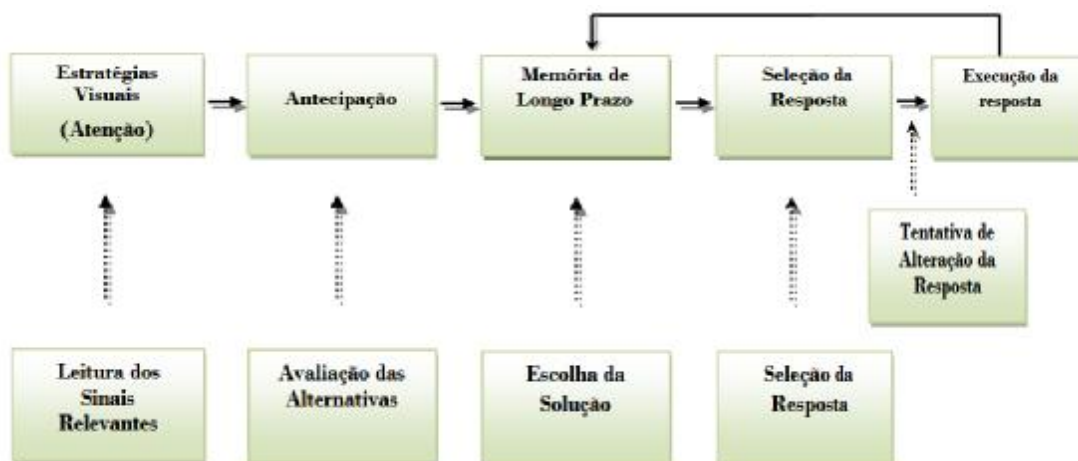 Estratégias
Visuais
(Atenção)
Antecipação
Memória de
Longo Prazo
Seleção da
Resposta
Execução da
resposta
Tentativa de
Alteração da
Resposta
Leitura dos
Sinais
Relevantes
Avaliação das
Alternativas
Escolha da
Solução
Seleção da
Resposta